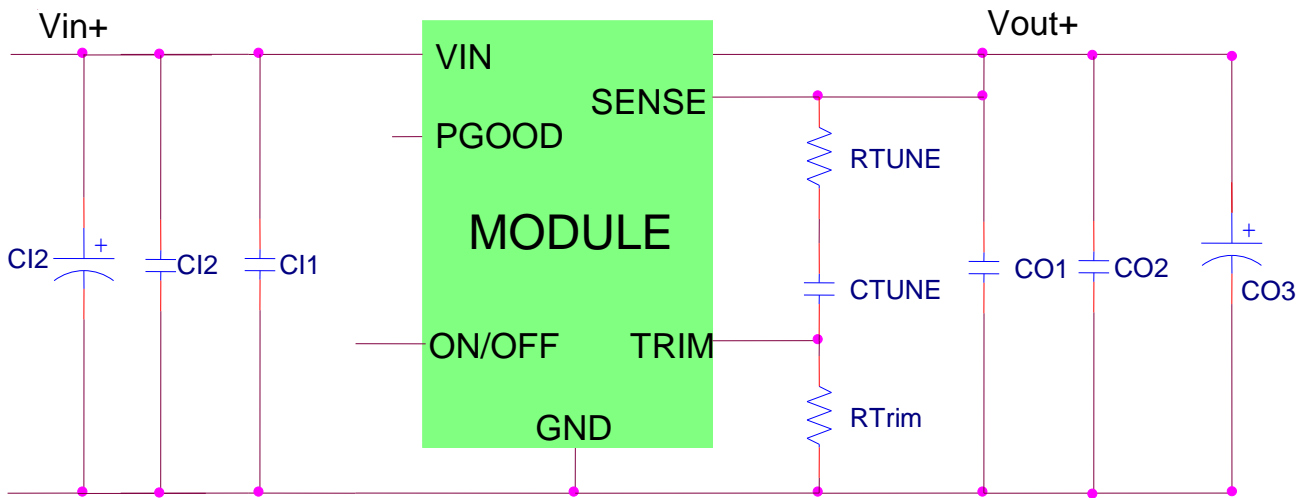 Vin+
Vout+
VIN
SENSE
PGOOD
RTUNE
MODULE
+
CI2
CI2
CI1
CTUNE
CO1
CO2
+
CO3
ON/OFF
TRIM
GND
RTrim